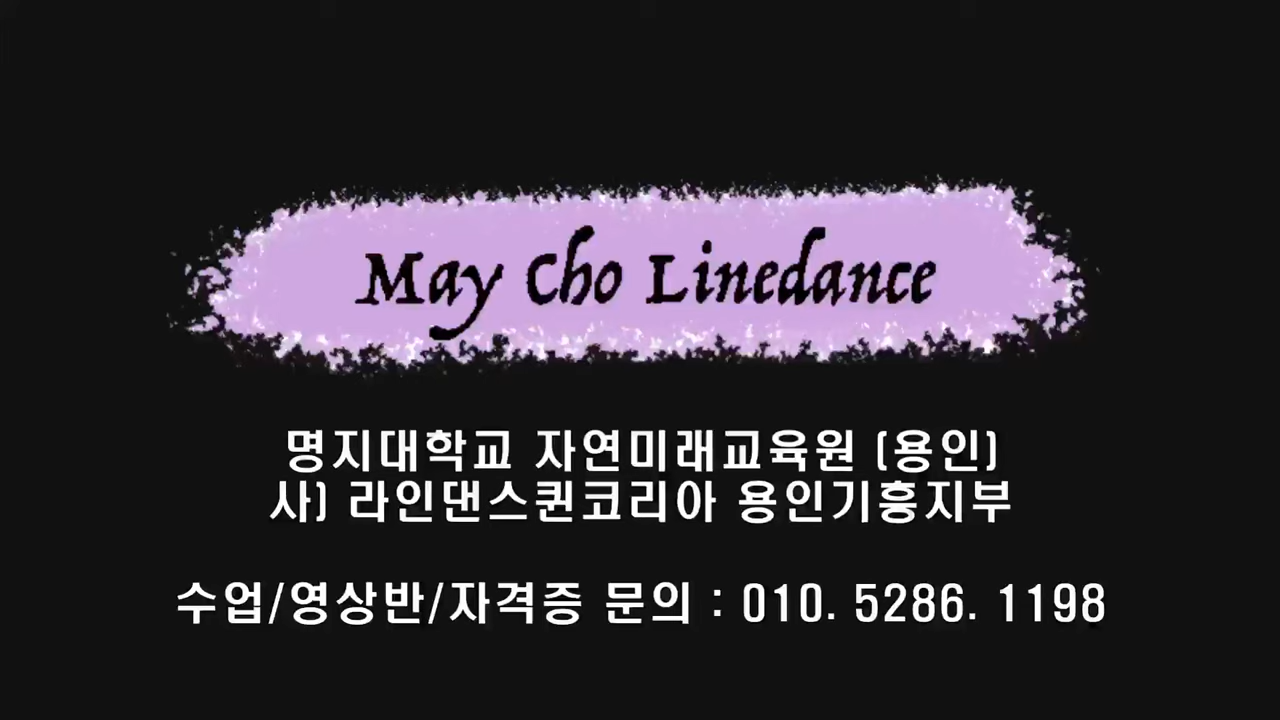 May Cho Linedance
명지대학교 자연미래교육원 (용인)
사) 라인댄스퀸코리아 용인기흥지부
수업/영상반/자격증 문의 : 010. 5286. 1198